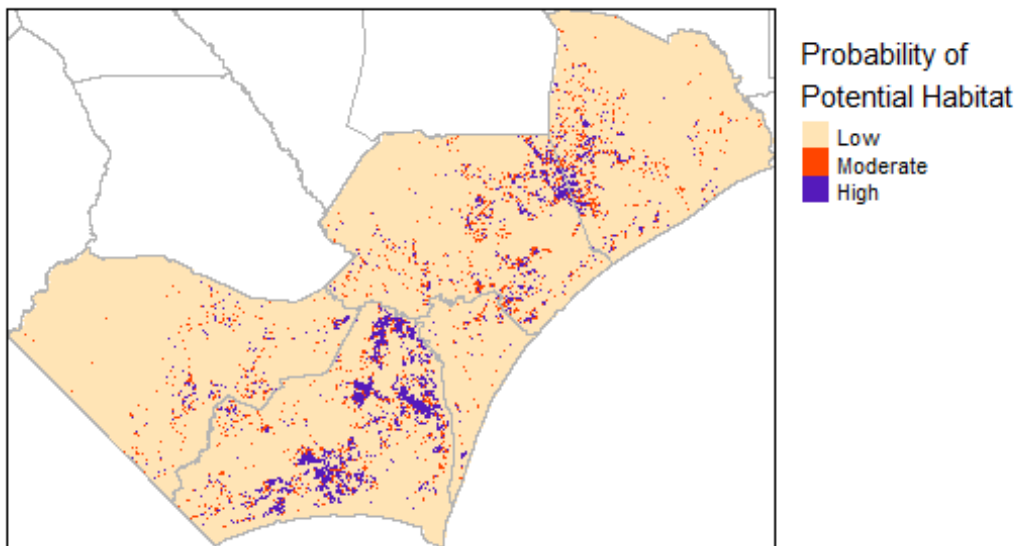 Probability of
Potential Habitat
Low
Moderate
High